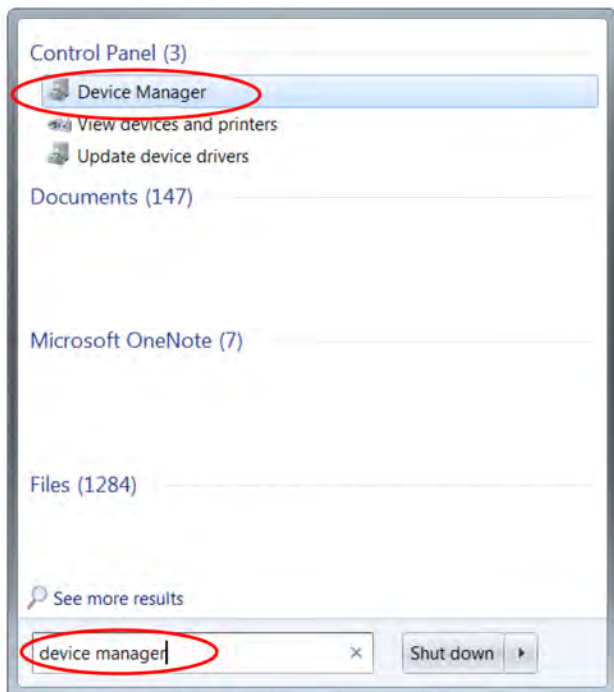 Control Panel (3)
Device Manager
View devices and printers
Update device drivers
Documents (147)
Microsoft OneNote (7)
Files (1284)
See more results
device manager
Shut down